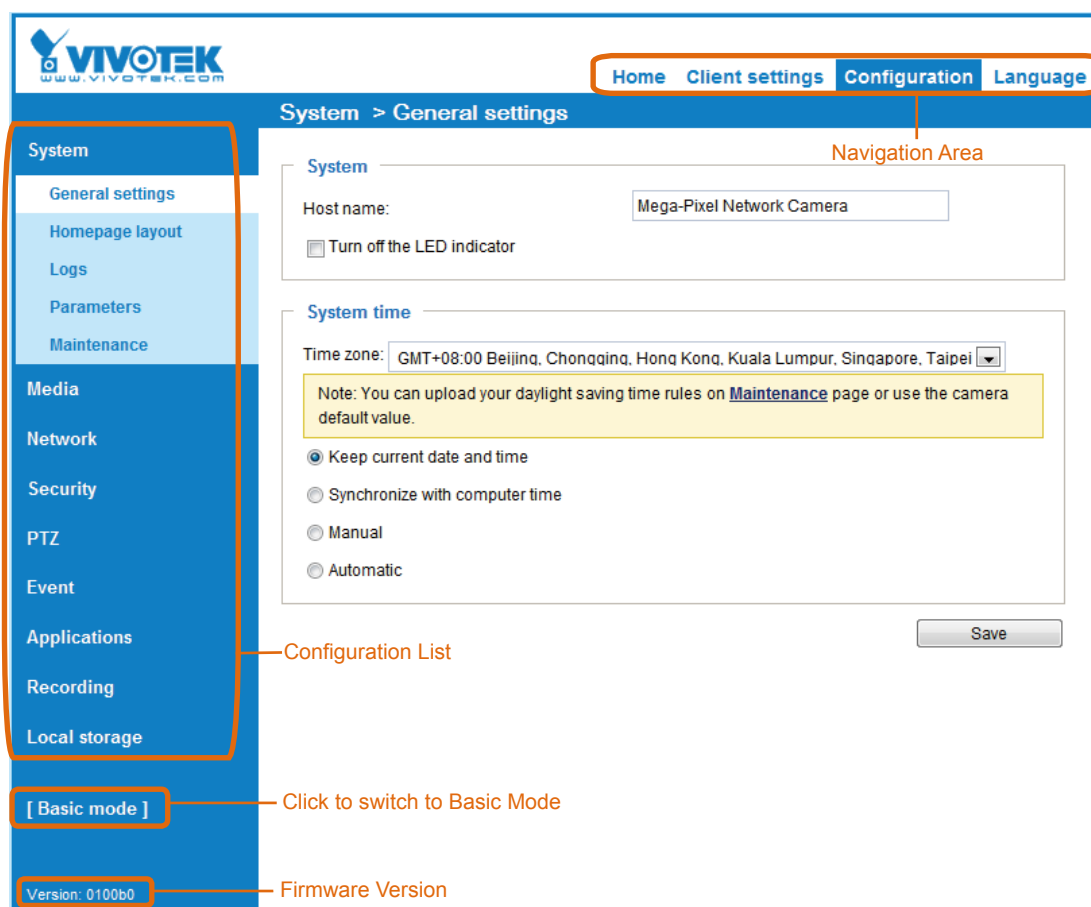 VIVOTEK
www.vivotek.com
Home Client settings Configuration Language
System > General settings
Navigation Area
System
General settings
Homepage layout
Logs
Parameters
Maintenance
Media
Network
Security
PTZ
Event
Applications
Recording
Local storage
[ Basic mode ]
Version: 0100b0
System
Host name: Mega-Pixel Network Camera
Turn off the LED indicator
System time
Time zone: GMT+08:00 Beijing, Chongqing, Hong Kong, Kuala Lumpur, Singapore, Taipei
Note: You can upload your daylight saving time rules on Maintenance page or use the camera
default value.
Keep current date and time
Synchronize with computer time
Manual
Automatic
Save
Configuration List
Click to switch to Basic Mode
Firmware Version